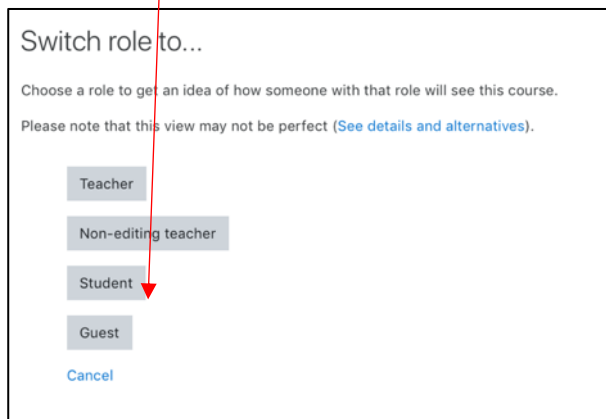 Switch role to...
Choose a role to get an idea of how someone with that role will see this course.
Please note that this view may not be perfect (See details and alternatives).
Teacher
Non-editing teacher
Student
Guest
Cancel